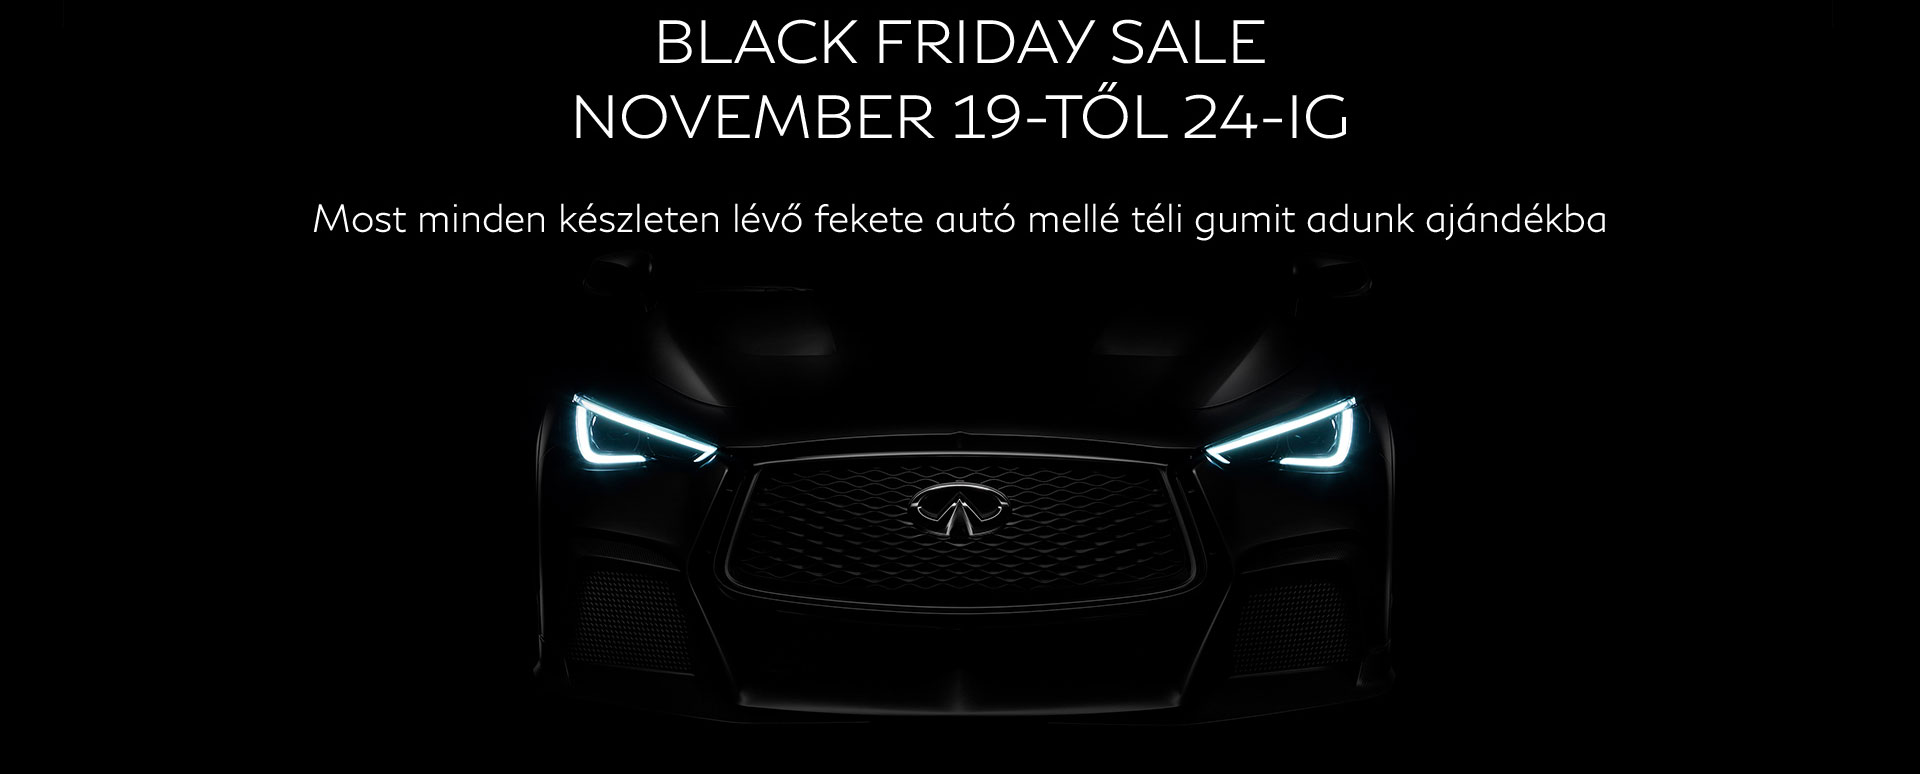 BLACK FRIDAY SALE
NOVEMBER 19-TŐL 24-IG
Most minden készleten lévő fekete autó mellé téli gumit adunk ajándékba